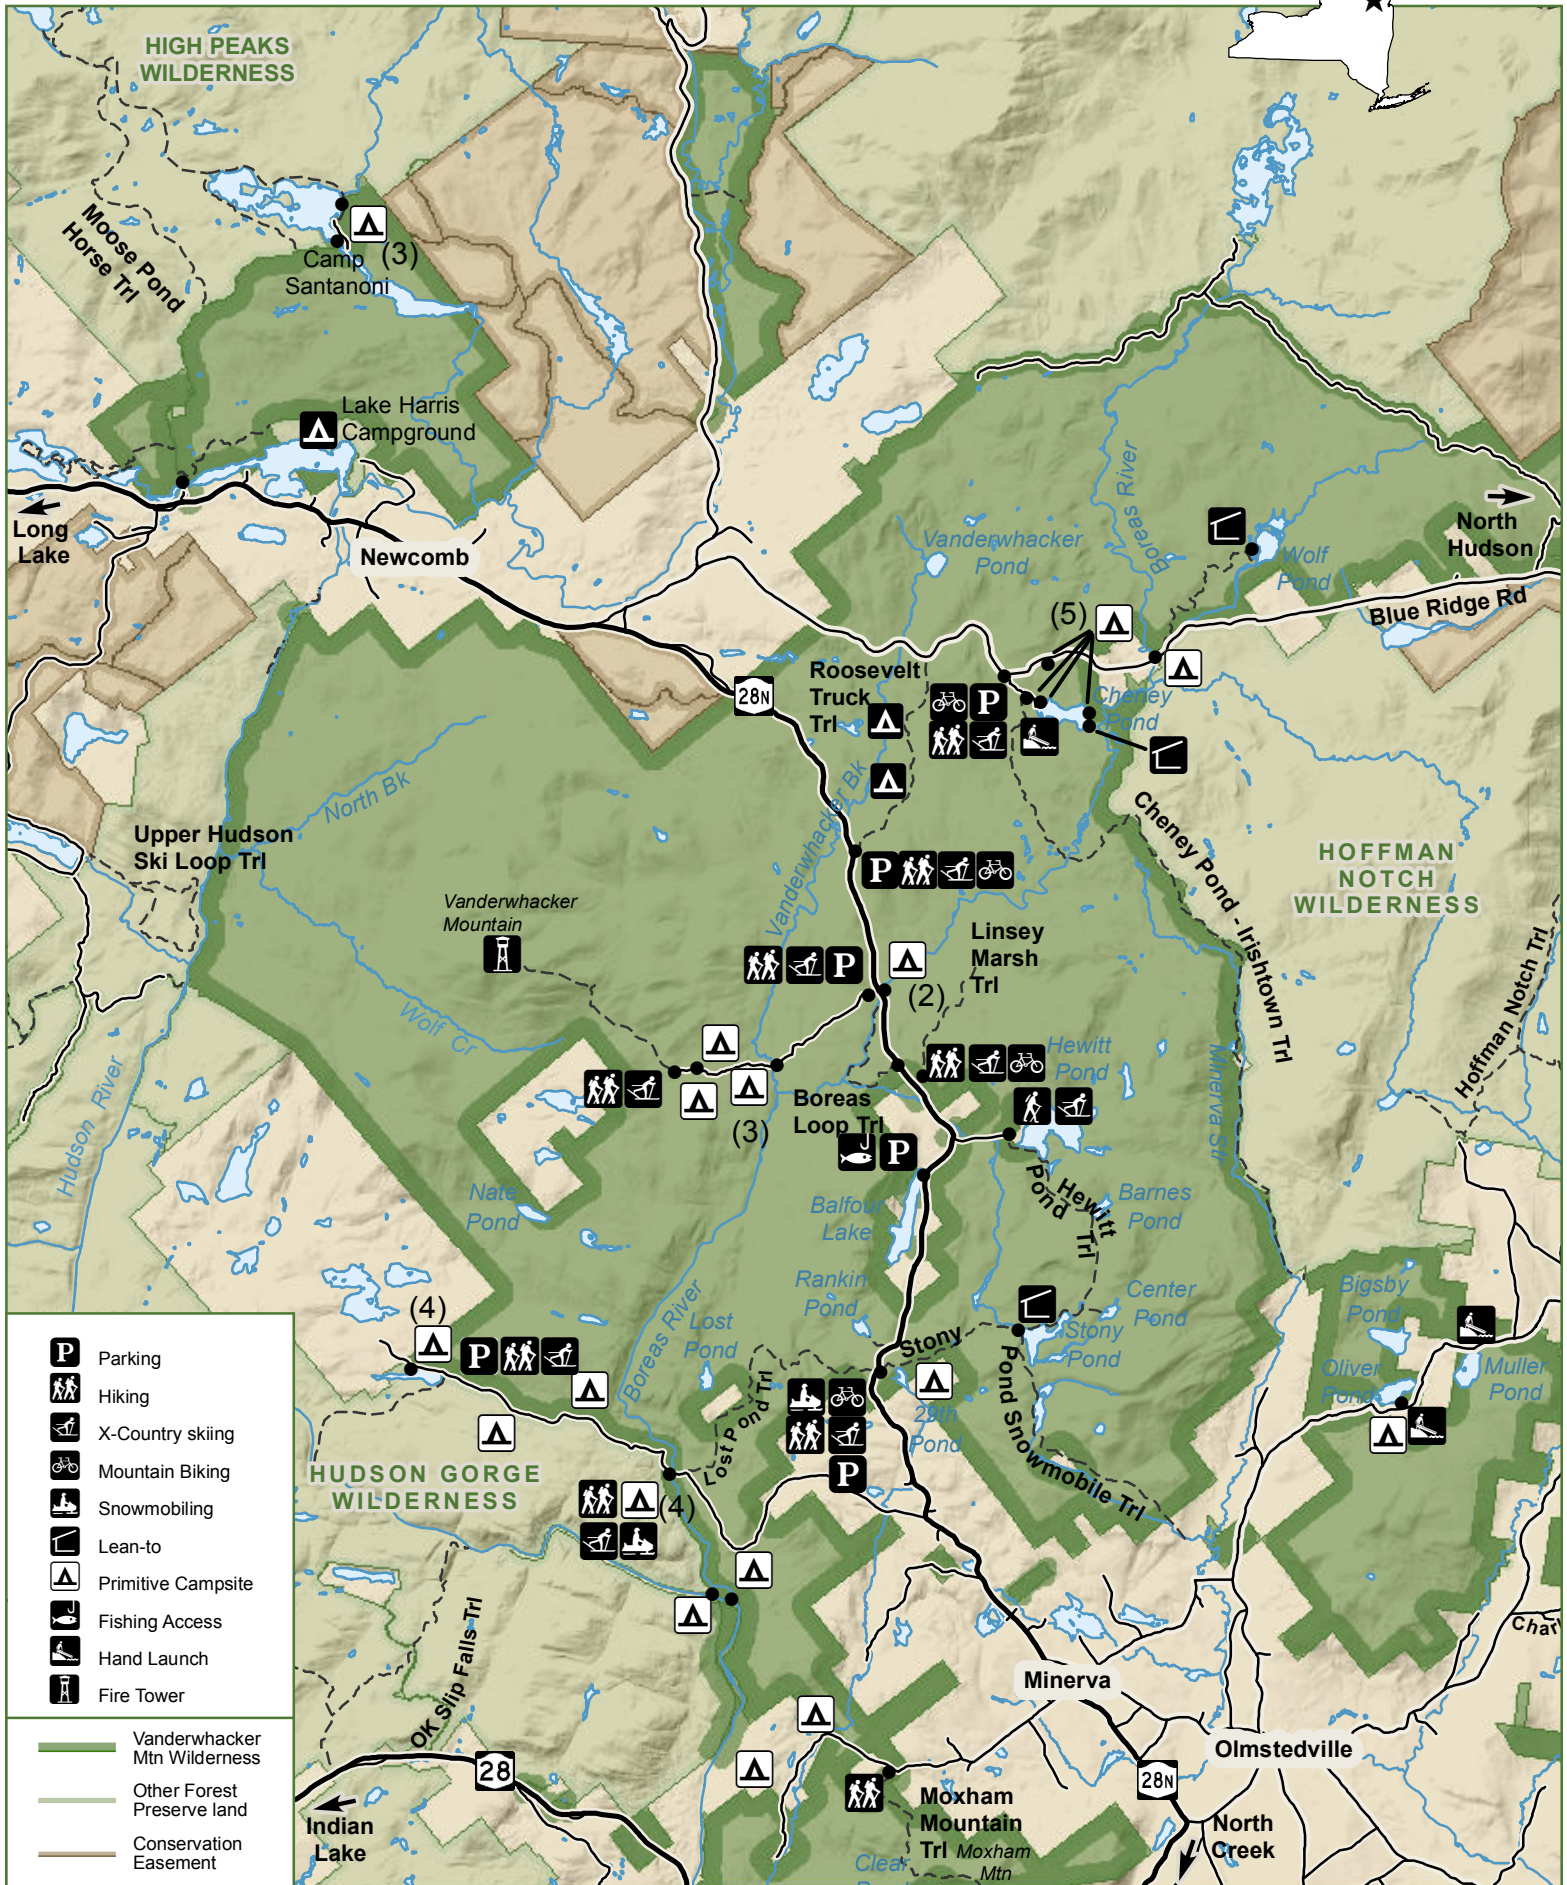 HIGH PEAKS
WILDERNESS
Moose Pond
Horse Trl
(3)
Camp
Santanoni
Lake Harris
Campground
Long
Lake
Newcomb
Boreas River
Vanderwhacker
Pond
Wolf
Pond
North
Hudson
Blue Ridge Rd
(5)
28N
Roosevelt
Truck
Trl
P
Cheney
Pond
North Bk
Upper Hudson
Ski Loop Trl
Vanderwhacker Bk
Cheney Pond - Irishtown Trl
HOFFMAN
NOTCH
WILDERNESS
P
Vanderwhacker
Mountain
P
(2)
Linsey
Marsh
Trl
Hoffman Notch Trl
Wolf Cr
Hudson River
Hewitt
Pond
Minerva Str
(3)
Boreas
Loop Trl
P
Nate
Pond
Balfour
Lake
Hewitt
Pond
Trl
Barnes
Pond
Rankin
Pond
Center
Pond
Bigsby
Pond
Boreas River
Lost
Pond
(4)
P
Stony
Pond Snowmobile Trl
Stony
Pond
Oliver
Pond
Muller
Pond
Lost Pond Trl
29th
Pond
P
HUDSON GORGE
WILDERNESS
(4)
OK Slip Falls Trl
Minerva
Char
Olmstedville
28
28N
Indian
Lake
Moxham
Mountain
Trl
Moxham
Mtn
North
Creek
Clear
P Parking
Hiking
X-Country skiing
Mountain Biking
Snowmobiling
Lean-to
Primitive Campsite
Fishing Access
Hand Launch
Fire Tower
Vanderwhacker
Mtn Wilderness
Other Forest
Preserve land
Conservation
Easement